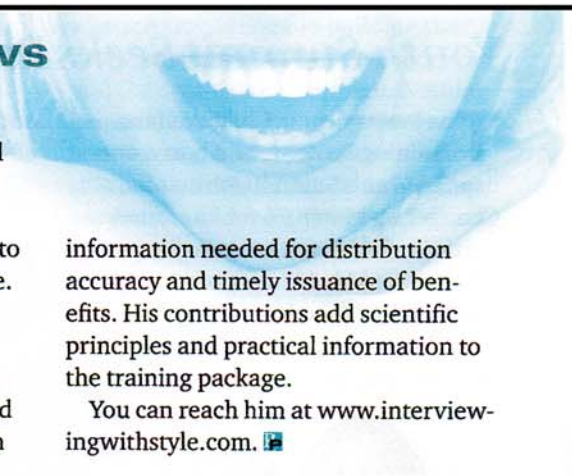 vs
to
e.
d
information needed for distribution
accuracy and timely issuance of ben-
efits. His contributions add scientific
principles and practical information to
the training package.
You can reach him at www.interview-
ingwithstyle.com.